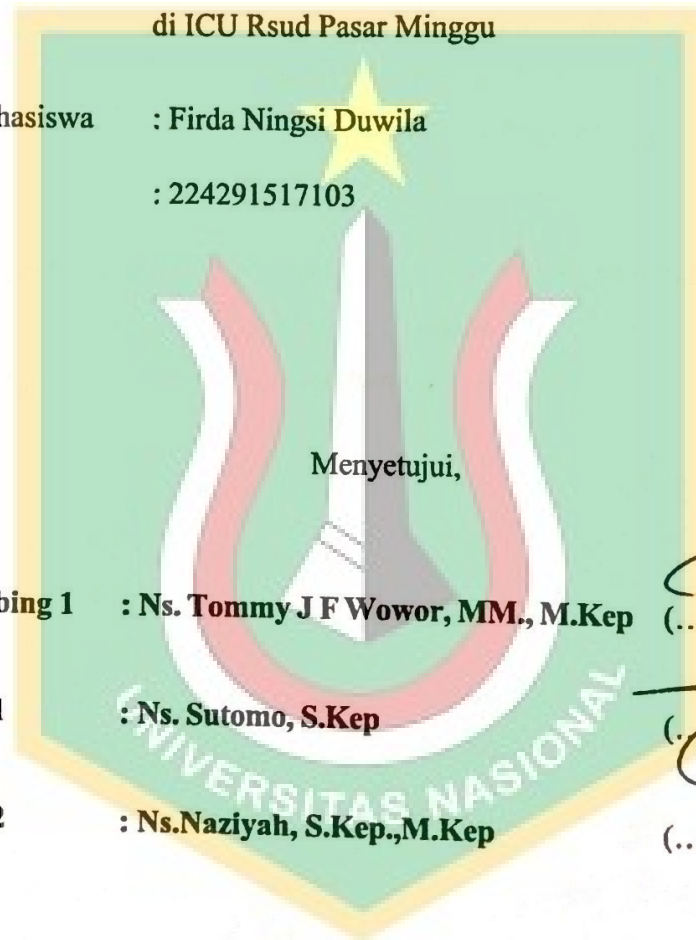 di ICU Rsud Pasar Minggu
hasiswa : Firda Ningsi Duwila
: 224291517103
Menyetujui,
bing 1 : Ns. Tommy J F Wowor, MM., M.Kep (..
: Ns. Sutomo, S.Kep (..
2 : Ns.Naziyah, S.Kep.,M.Kep (..
UNIVERSITAS NASIONAL